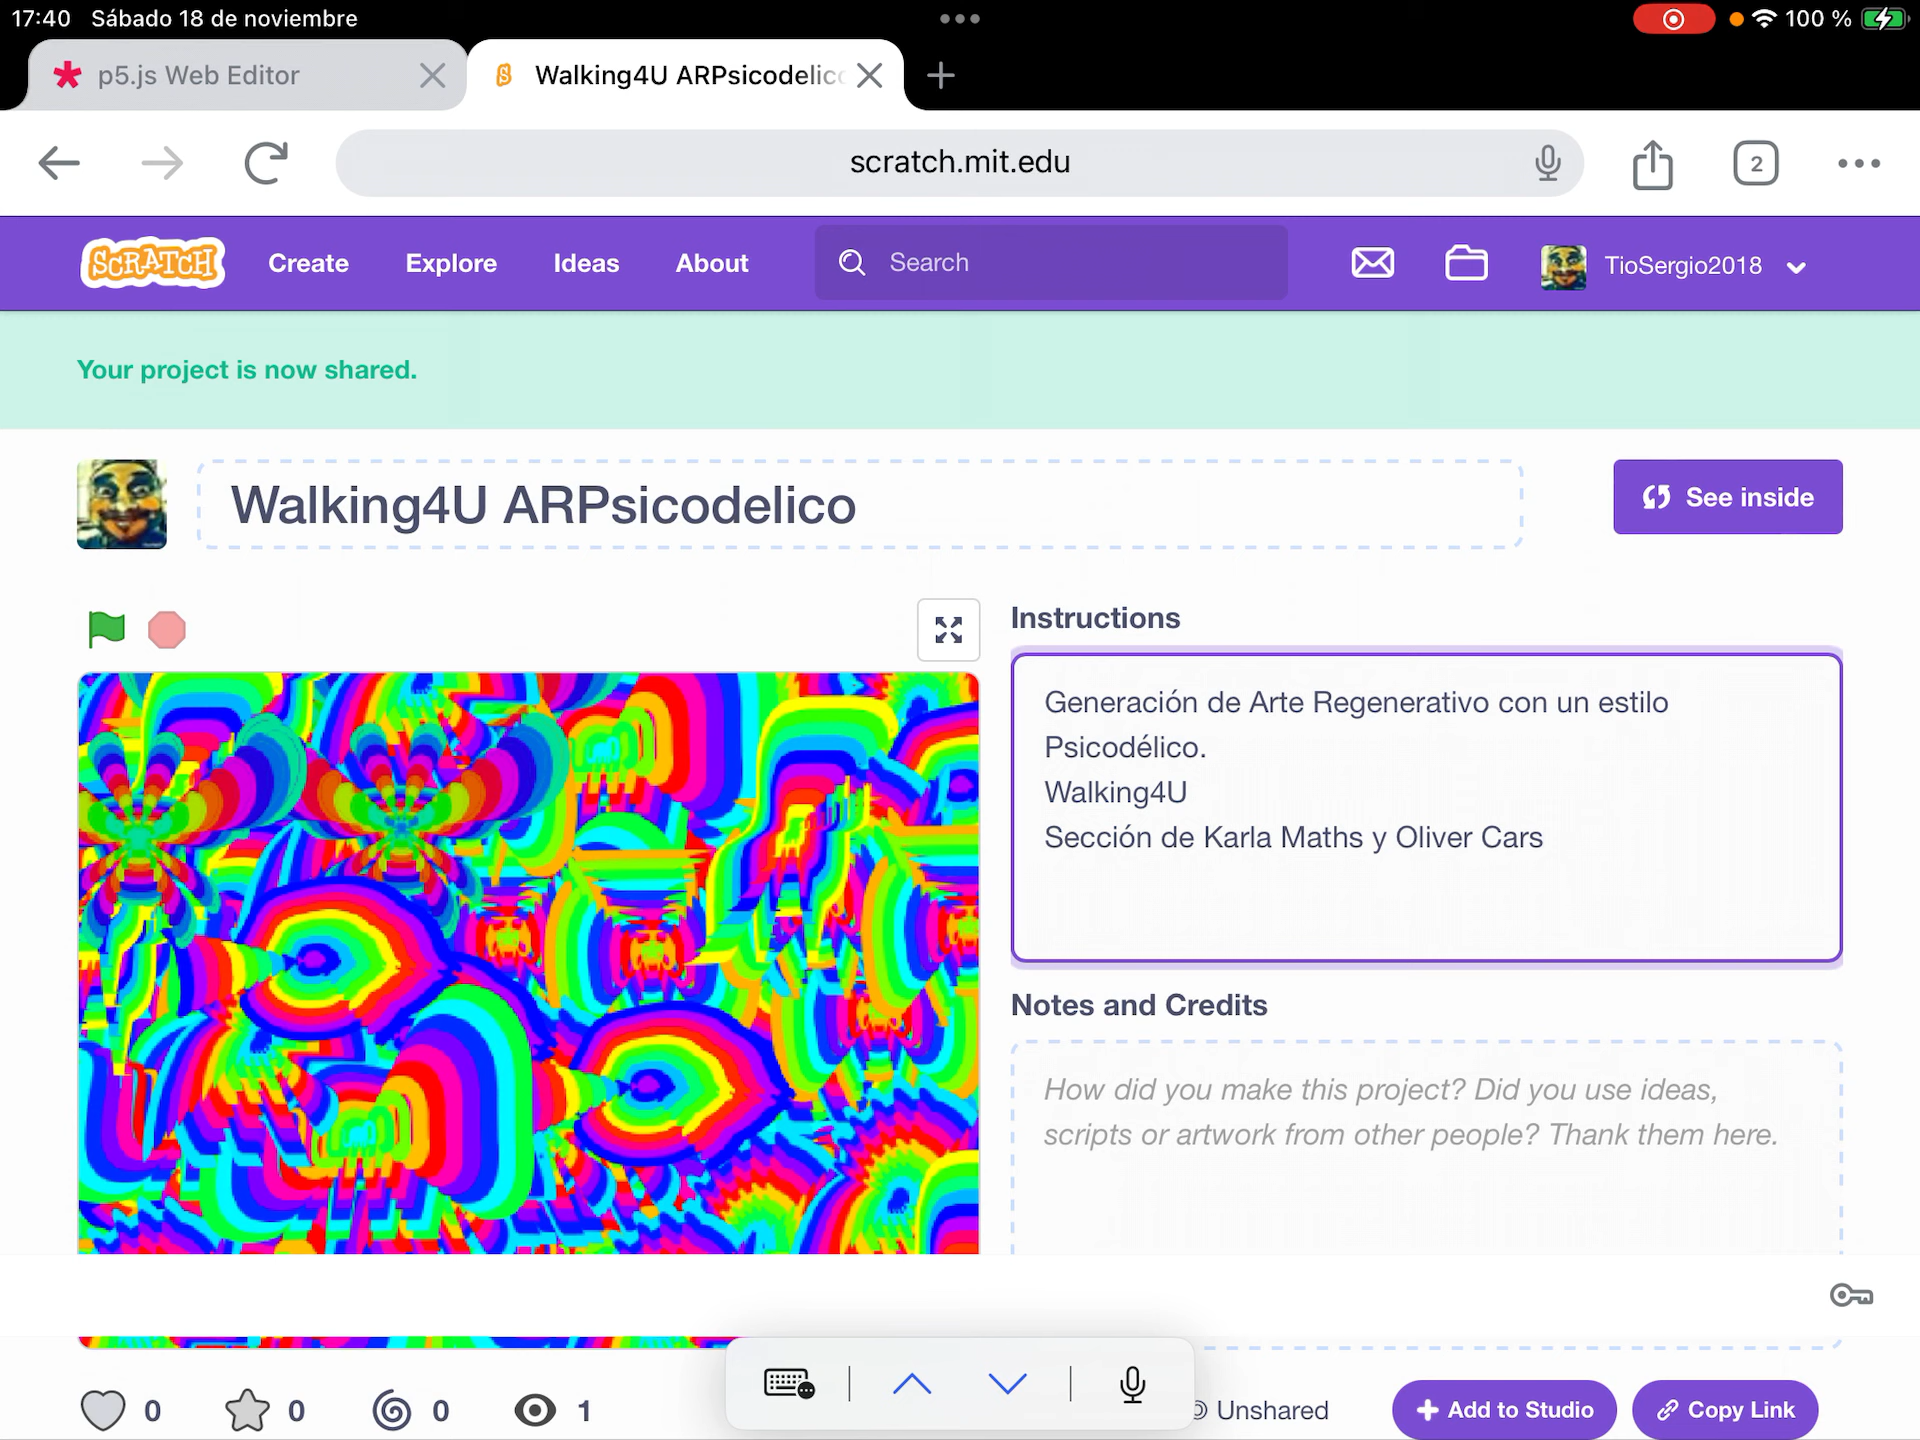 17:40 Sábado 18 de noviembre
100 %
p5.js Web Editor
Walking4U ARPsicodelico
scratch.mit.edu
2
SCRATCH
Create
Explore
Ideas
About
Search
TioSergio2018
Your project is now shared.
Walking4U ARPsicodelico
See inside
Instructions
Generación de Arte Regenerativo con un estilo
Psicodélico.
Walking4U
Sección de Karla Maths y Oliver Cars
Notes and Credits
How did you make this project? Did you use ideas,
scripts or artwork from other people? Thank them here.
0
0
0
1
Unshared
Add to Studio
Copy Link